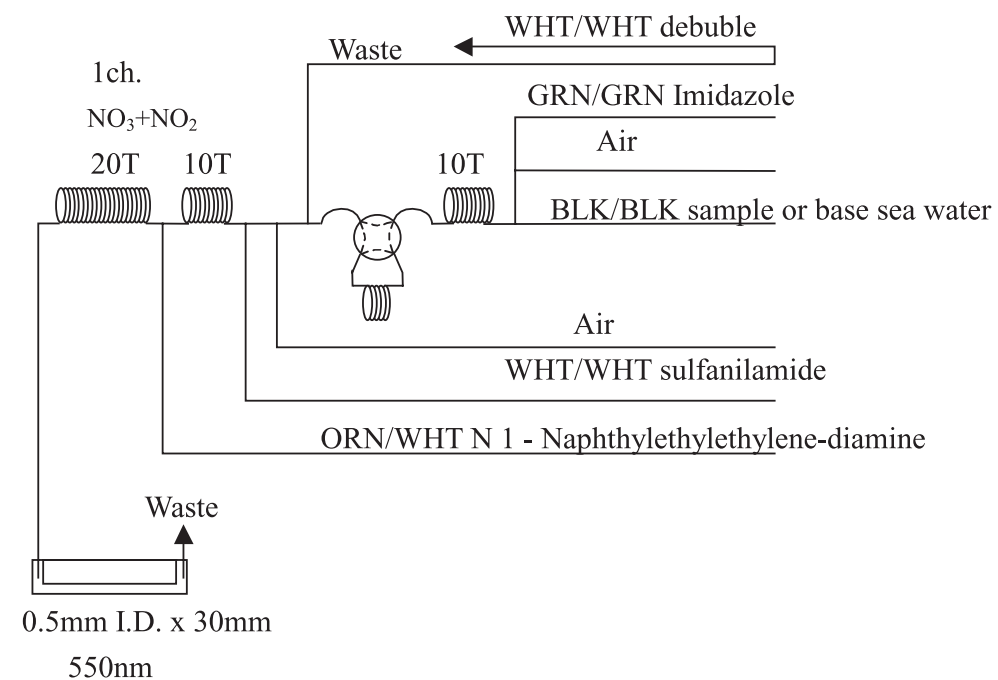 WHT/WHT debuble
Waste
1ch.
GRN/GRN Imidazole
NO3+NO2
Air
20T
10T
10T
BLK/BLK sample or base sea water
Air
WHT/WHT sulfanilamide
ORN/WHT N 1 - Naphthylethylethylene-diamine
Waste
0.5mm I.D. x 30mm
550nm